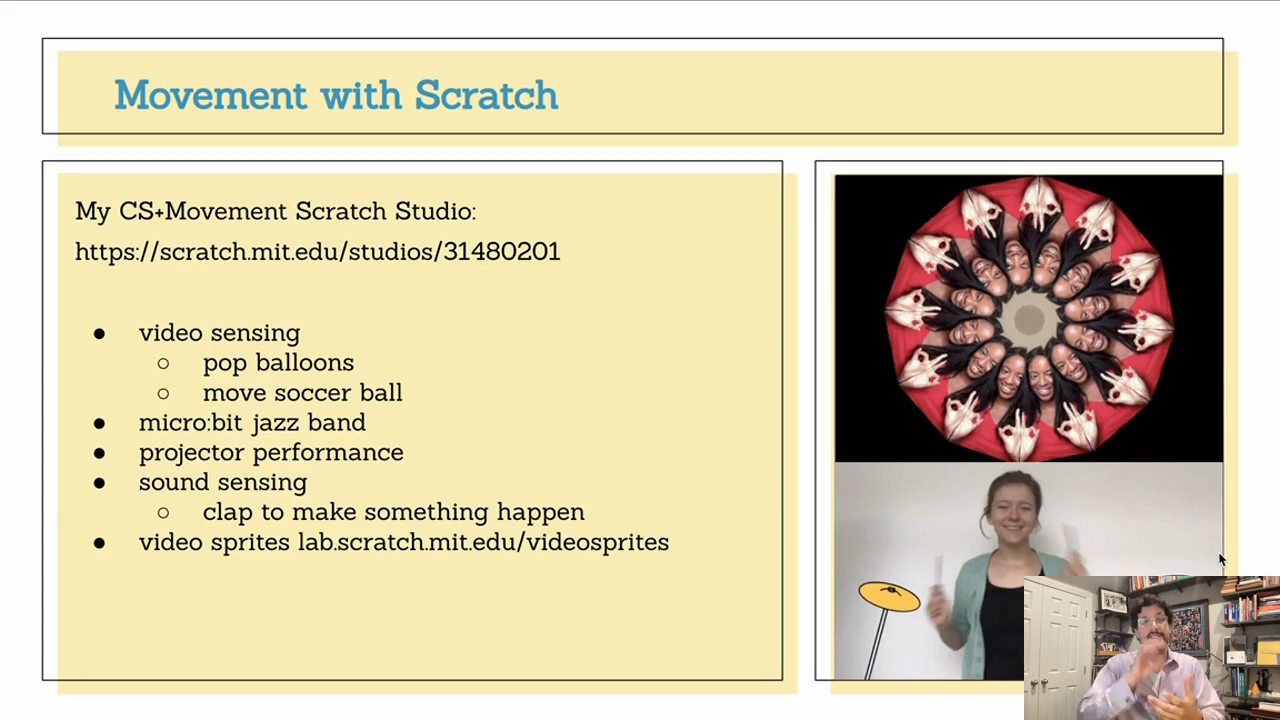 Movement with Scratch
My CS+Movement Scratch Studio:
https://scratch.mit.edu/studios/31480201
● video sensing
○ pop balloons
○ move soccer ball
● micro:bit jazz band
● projector performance
● sound sensing
○ clap to make something happen
● video sprites lab.scratch.mit.edu/videosprites